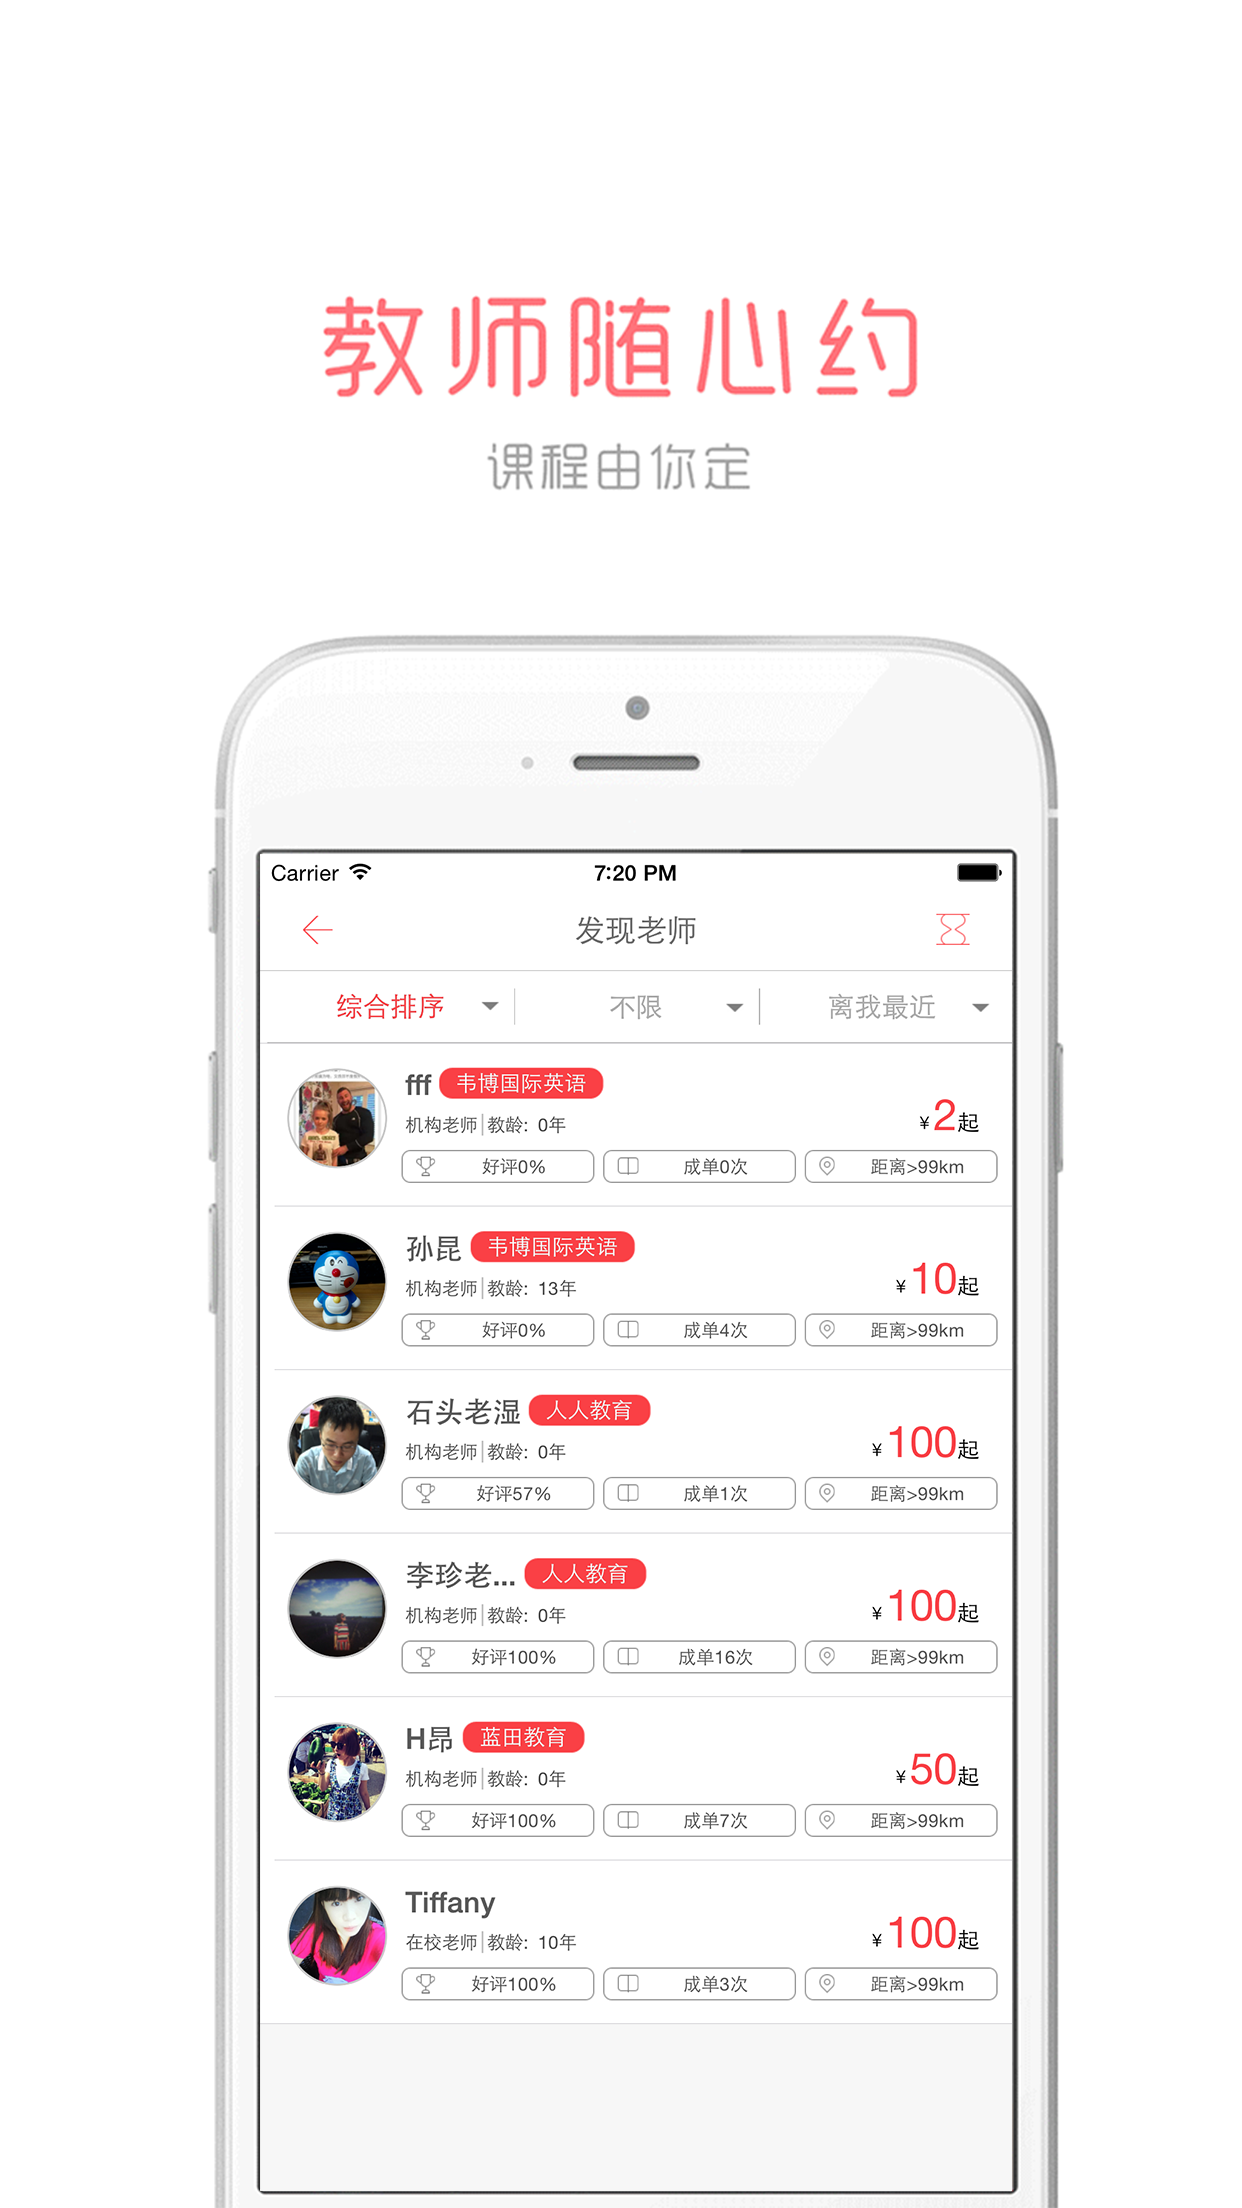 教师随心约
课程由你定
Carrier 7:20 PM
发现老师
综合排序 不限 离我最近
fff 韦博国际英语
机构老师 教龄: 0年 ¥2起
好评0% 成单0次 距离>99km
孙昆 韦博国际英语
机构老师 教龄: 13年 ¥10起
好评0% 成单4次 距离>99km
石头老湿 人人教育
机构老师 教龄: 0年 ¥100起
好评57% 成单1次 距离>99km
李珍老... 人人教育
机构老师 教龄: 0年 ¥100起
好评100% 成单16次 距离>99km
H昂 蓝田教育
机构老师 教龄: 0年 ¥50起
好评100% 成单7次 距离>99km
Tiffany
在校老师 教龄: 10年 ¥100起
好评100% 成单3次 距离>99km